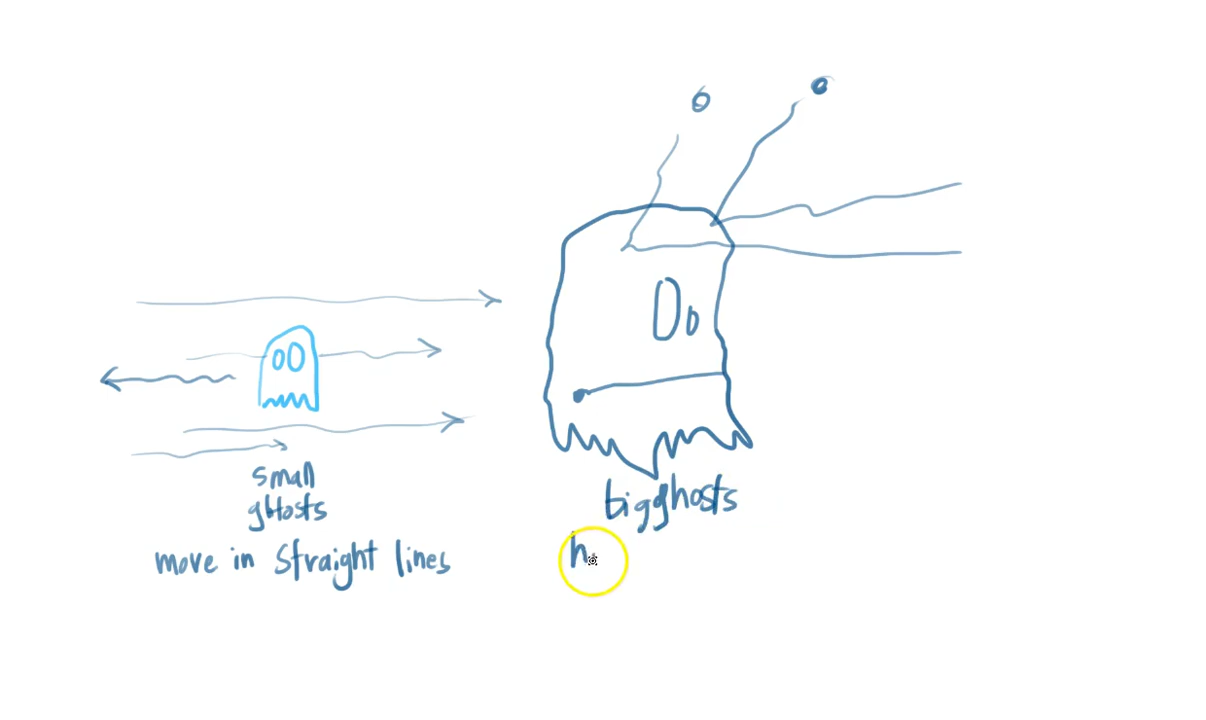 small
ghosts
move in straight lines
bigghosts
h